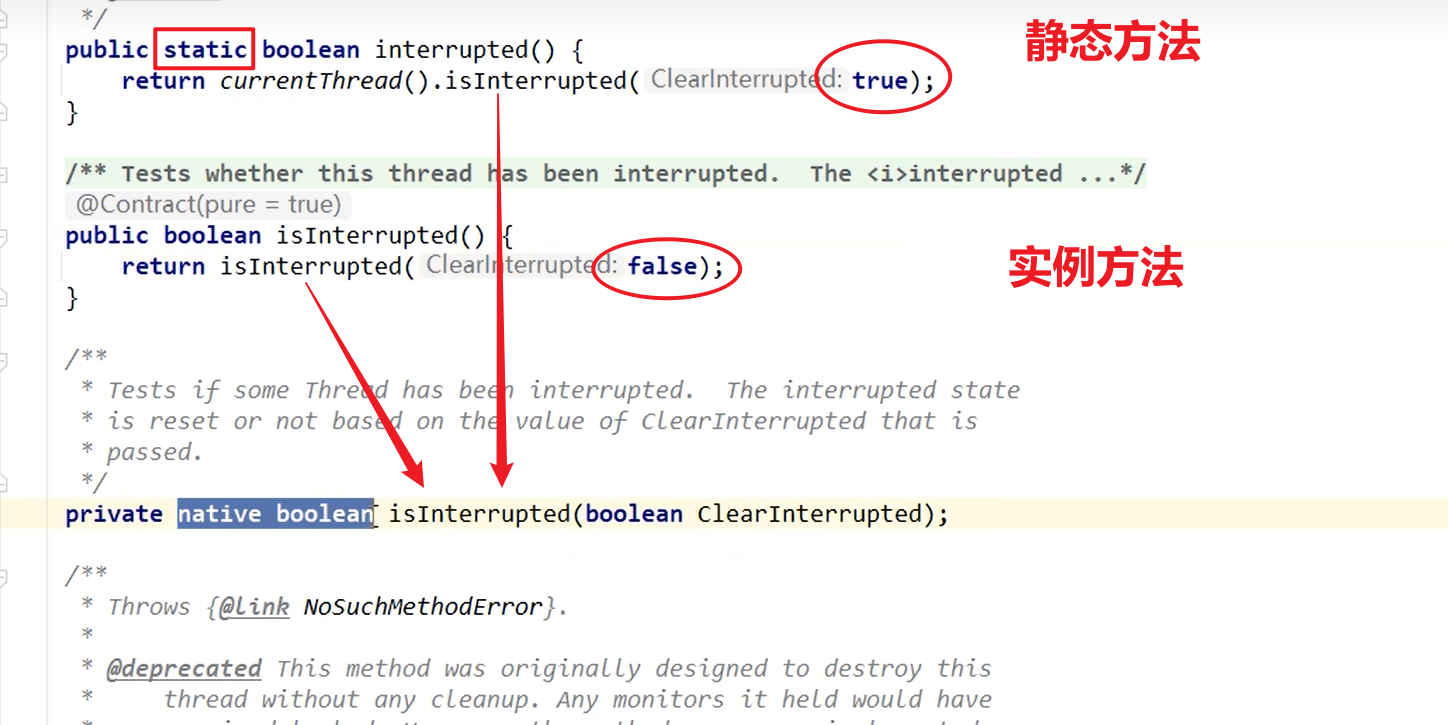 */
public static boolean interrupted() {
静态方法
return currentThread().isInterrupted( ClearInterrupted: true);
}
/** Tests whether this thread has been interrupted.  The <i>interrupted ...*/
@Contract(pure = true)
public boolean isInterrupted() {
return isInterrupted( ClearInterrupted: false);
实例方法
}
/**
* Tests if some Thread has been interrupted.  The interrupted state
* is reset or not based on the value of ClearInterrupted that is
* passed.
*/
private native boolean isInterrupted(boolean ClearInterrupted);
/**
* Throws {@link NoSuchMethodError}.
*
* @deprecated This method was originally designed to destroy this
*     thread without any cleanup. Any monitors it held would have